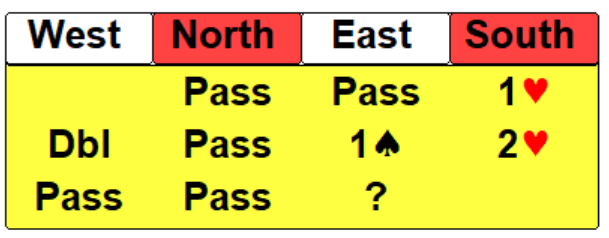 West North East South
Pass Pass 1♥
Dbl Pass 1♠ 2♥
Pass Pass ?